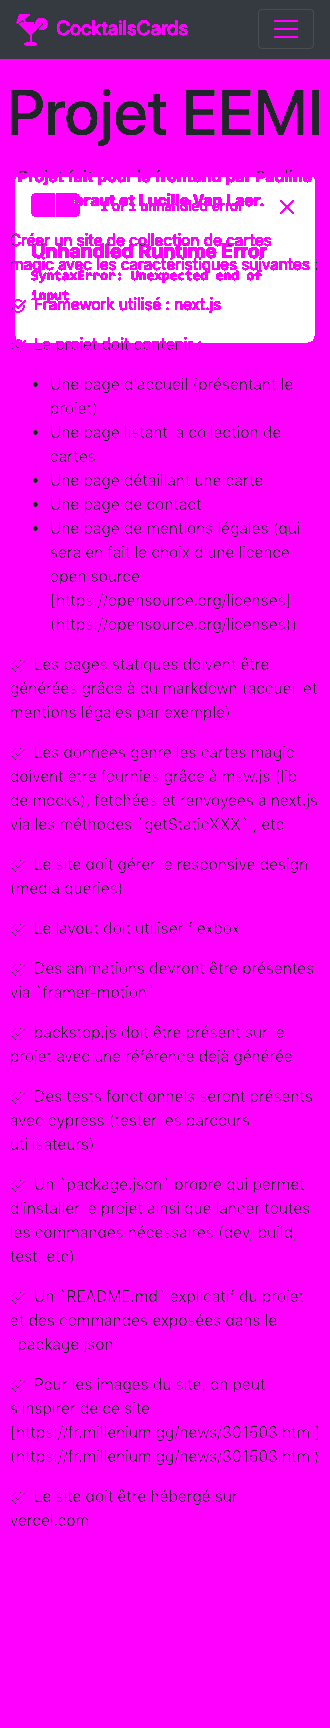 CocktailsCards
Projet EEMI
Projet fait pour le frontend par Pauline
et Lucille Van Laer.
1 of 1 unhandled error
Unhandled Runtime Error
SyntaxError: Unexpected end of
input
Créer un site de collection de cartes
magic avec les caractéristiques suivantes :
Framework utilisé : next.js
Le projet doit contenir :
• Une page d'accueil (présentant le
projet)
• Une page listant la collection de
cartes
• Une page détaillant une carte
• Une page de contact
• Une page de mentions légales (qui
sera en fait le choix d'une licence
open source
[https://opensource.org/licenses]
(https://opensource.org/licenses))
Les pages statiques doivent être
générées grâce à du markdown (accueil et
mentions légales par exemple)
Les données genre les cartes magic
doivent être fournies grâce à msw.js (lib
de mocks), fetchées et renvoyées à next.js
via les méthodes `getStaticXXX` , etc
Le site doit gérer le responsive design
(media queries)
Le layout doit utiliser flexbox
Des animations devront être présentes
via `framer-motion`
backstop.js doit être présent sur le
projet avec une référence déjà générée
Des tests fonctionnels seront présents
avec cypress (tester les parcours
utilisateurs)
Un `package.json` propre qui permet
d'installer le projet ainsi que lancer toutes
les commandes nécessaires (dev, build,
test, etc)
Un `README.md` explicatif du projet
et des commandes exposées dans le
`package.json`
Pour les images du site, on peut
s'inspirer de ce site
[https://fr.millenium.gg/news/301503.html]
(https://fr.millenium.gg/news/301503.html)
Le site doit être hébergé sur
vercel.com